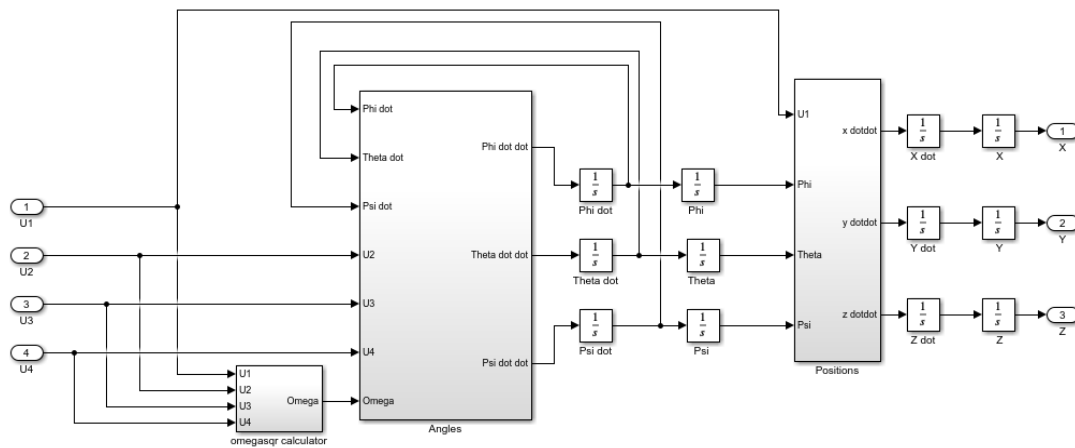 1
U1
2
U2
3
U3
4
U4
U1
U2
U3
U4
Omega
omegasqr calculator
Phi dot
Theta dot
Psi dot
U2
U3
U4
Omega
Phi dot dot
Theta dot dot
Psi dot dot
Angles
1
s
Phi dot
1
s
Phi
1
s
Theta dot
1
s
Theta
1
s
Psi dot
1
s
Psi
U1
Phi
Theta
Psi
x dotdot
y dotdot
z dotdot
Positions
1
s
X dot
1
s
X
1
X
1
s
Y dot
1
s
Y
2
Y
1
s
Z dot
1
s
Z
3
Z